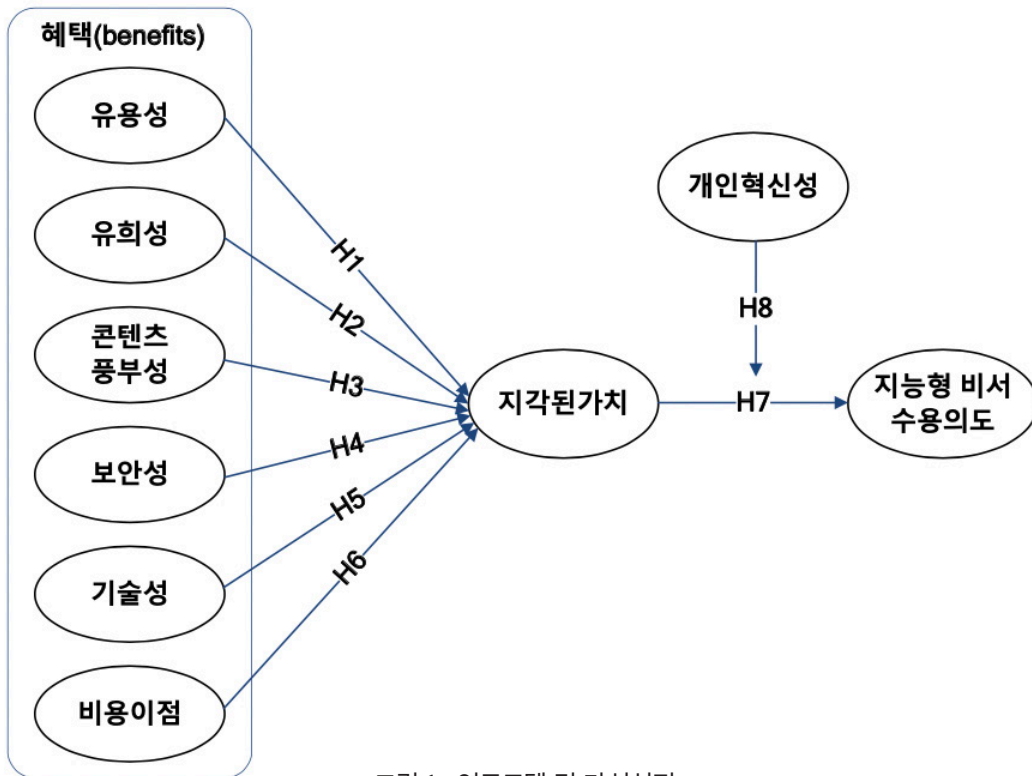 혜택(benefits)
유용성
유희성
콘텐츠
풍부성
보안성
기술성
비용이점
H1
H2
H3
H4
H5
H6
지각된가치
개인혁신성
H8
H7
지능형 비서
수용의도